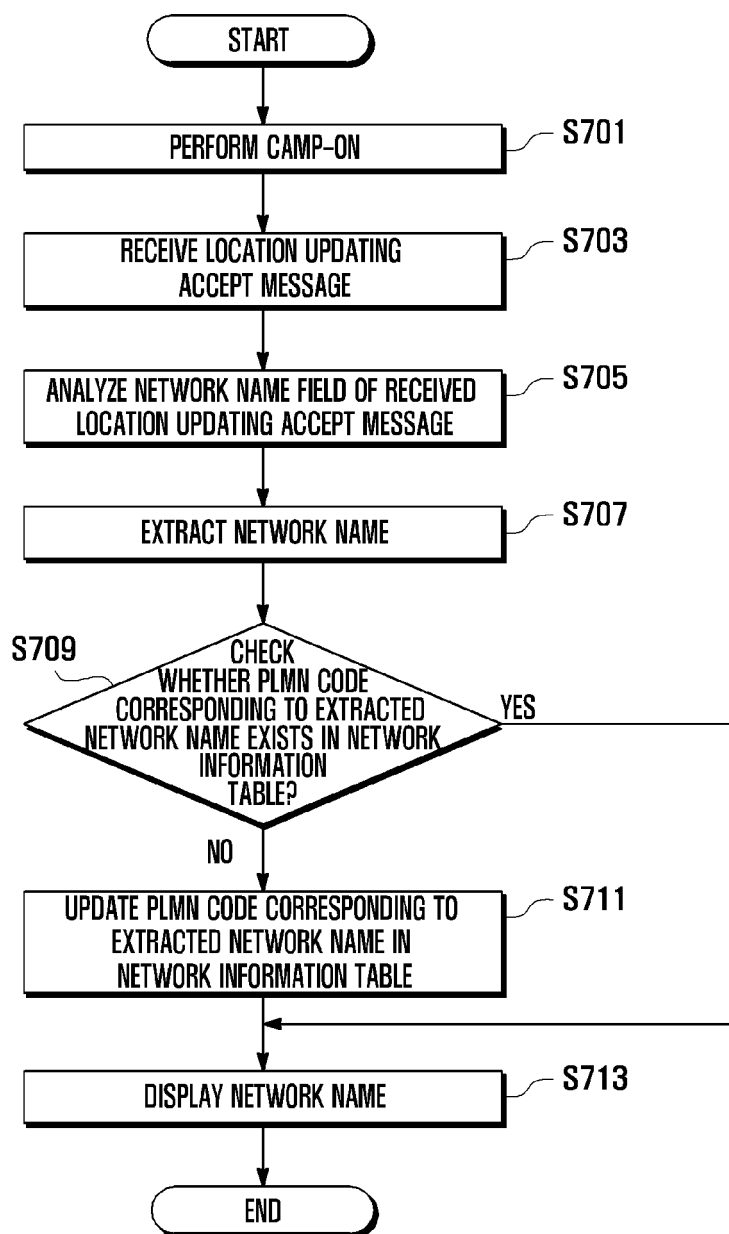 START
PERFORM CAMP-ON
S701
RECEIVE LOCATION UPDATING
ACCEPT MESSAGE
S703
ANALYZE NETWORK NAME FIELD OF RECEIVED
LOCATION UPDATING ACCEPT MESSAGE
S705
EXTRACT NETWORK NAME
S707
S709
CHECK
WHETHER PLMN CODE
CORRESPONDING TO EXTRACTED
NETWORK NAME EXISTS IN NETWORK
INFORMATION
TABLE?
YES
NO
UPDATE PLMN CODE CORRESPONDING TO
EXTRACTED NETWORK NAME IN
NETWORK INFORMATION TABLE
S711
DISPLAY NETWORK NAME
S713
END